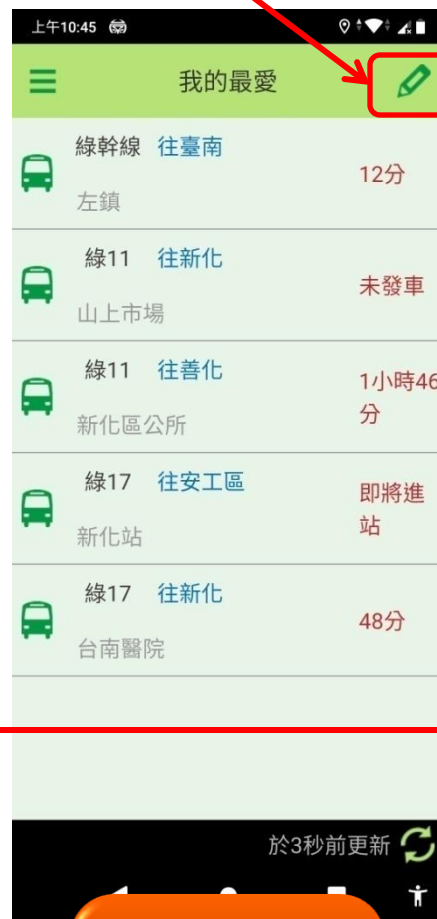 上午10:45
我的最愛
綠幹線 往臺南
12分
左鎮
綠11 往新化
未發車
山上市場
綠11 往善化
1小時46
分
新化區公所
綠17 往安工區
即將進
站
新化站
綠17 往新化
48分
台南醫院
於3秒前更新